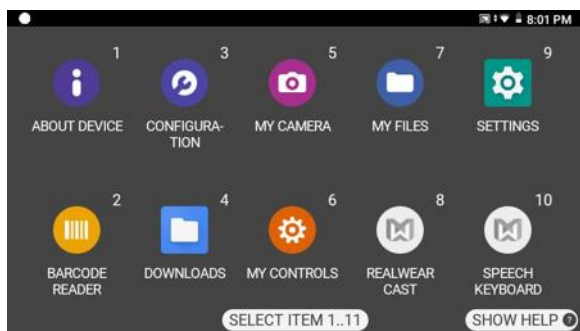 8:01 PM
1
3
5
7
9
ABOUT DEVICE
CONFIGURA-
TION
MY CAMERA
MY FILES
SETTINGS
2
4
6
8
10
BARCODE
READER
DOWNLOADS
MY CONTROLS
REALWEAR
CAST
SPEECH
KEYBOARD
SELECT ITEM 1..11
SHOW HELP ?